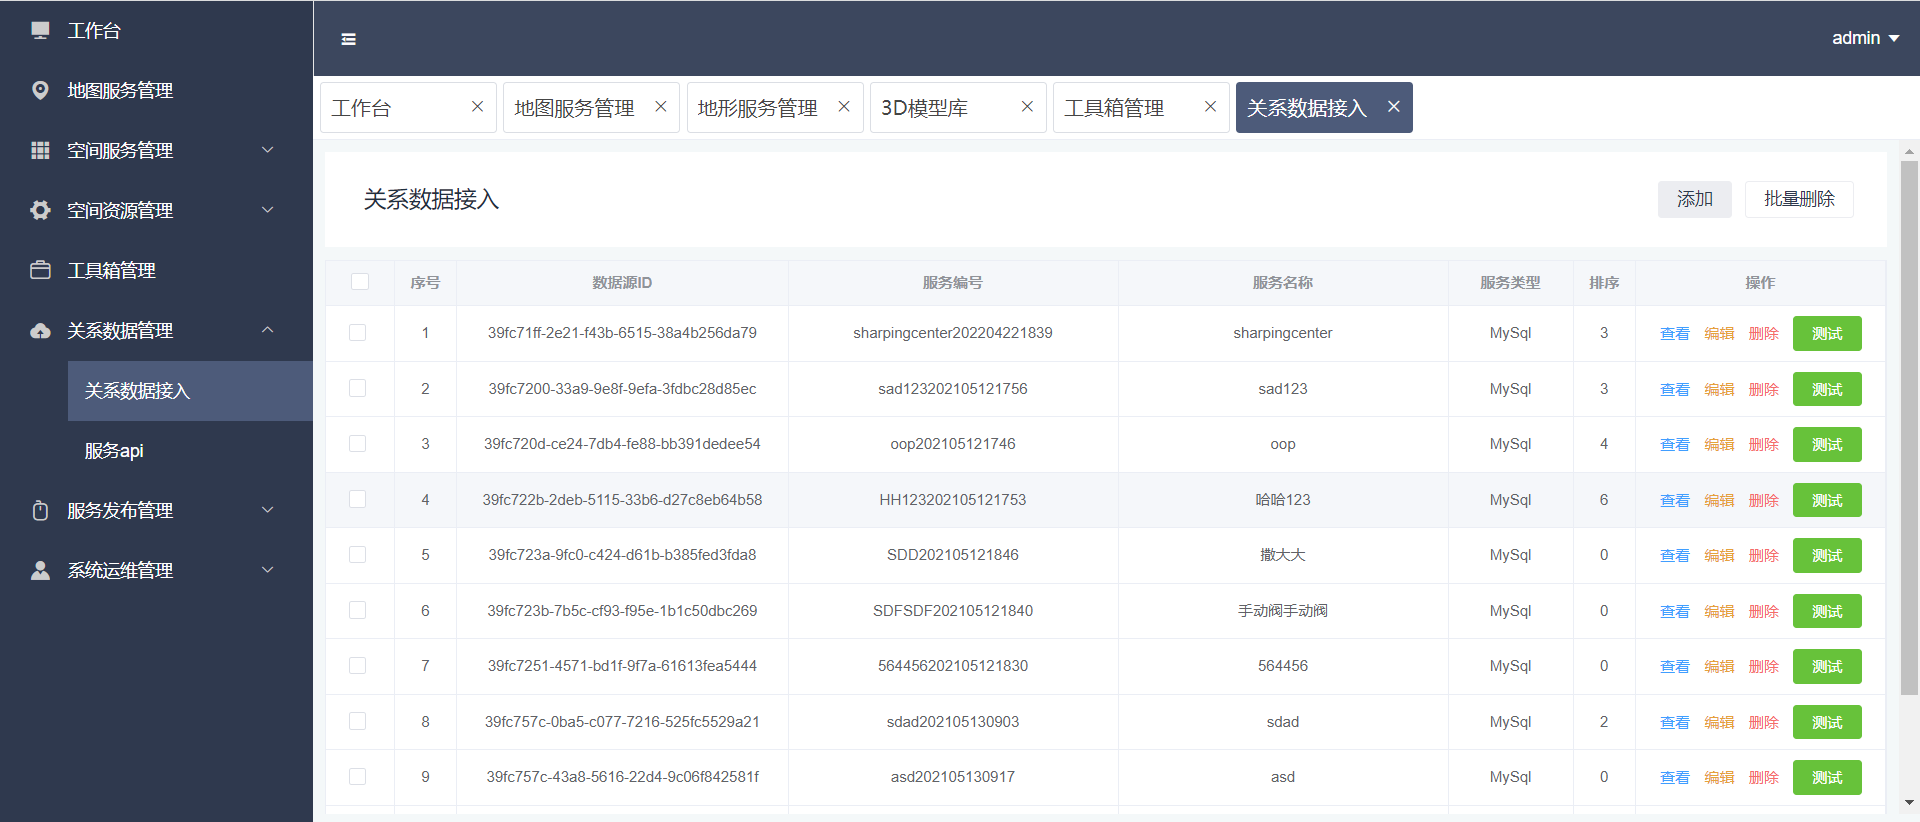 工作台
地图服务管理
空间服务管理
空间资源管理
工具箱管理
关系数据管理
关系数据接入
服务api
服务发布管理
系统运维管理
admin
工作台 地图服务管理 地形服务管理 3D模型库 工具箱管理 关系数据接入
关系数据接入 添加 批量删除
序号 数据源ID 服务编号 服务名称 服务类型 排序 操作
1 39fc71ff-2e21-f43b-6515-38a4b256da79 sharpingcenter202204221839 sharpingcenter MySql 3 查看 编辑 删除 测试
2 39fc7200-33a9-9e8f-9efa-3fdbc28d85ec sad123202105121756 sad123 MySql 3 查看 编辑 删除 测试
3 39fc720d-ce24-7db4-fe88-bb391dedee54 oop202105121746 oop MySql 4 查看 编辑 删除 测试
4 39fc722b-2deb-5115-33b6-d27c8eb64b58 HH123202105121753 哈哈123 MySql 6 查看 编辑 删除 测试
5 39fc723a-9fc0-c424-d61b-b385fed3fda8 SDD202105121846 撒大大 MySql 0 查看 编辑 删除 测试
6 39fc723b-7b5c-cf93-f95e-1b1c50dbc269 SDFSDF202105121840 手动阀手动阀 MySql 0 查看 编辑 删除 测试
7 39fc7251-4571-bd1f-9f7a-61613fea5444 564456202105121830 564456 MySql 0 查看 编辑 删除 测试
8 39fc757c-0ba5-c077-7216-525fc5529a21 sdad202105130903 sdad MySql 2 查看 编辑 删除 测试
9 39fc757c-43a8-5616-22d4-9c06f842581f asd202105130917 asd MySql 0 查看 编辑 删除 测试